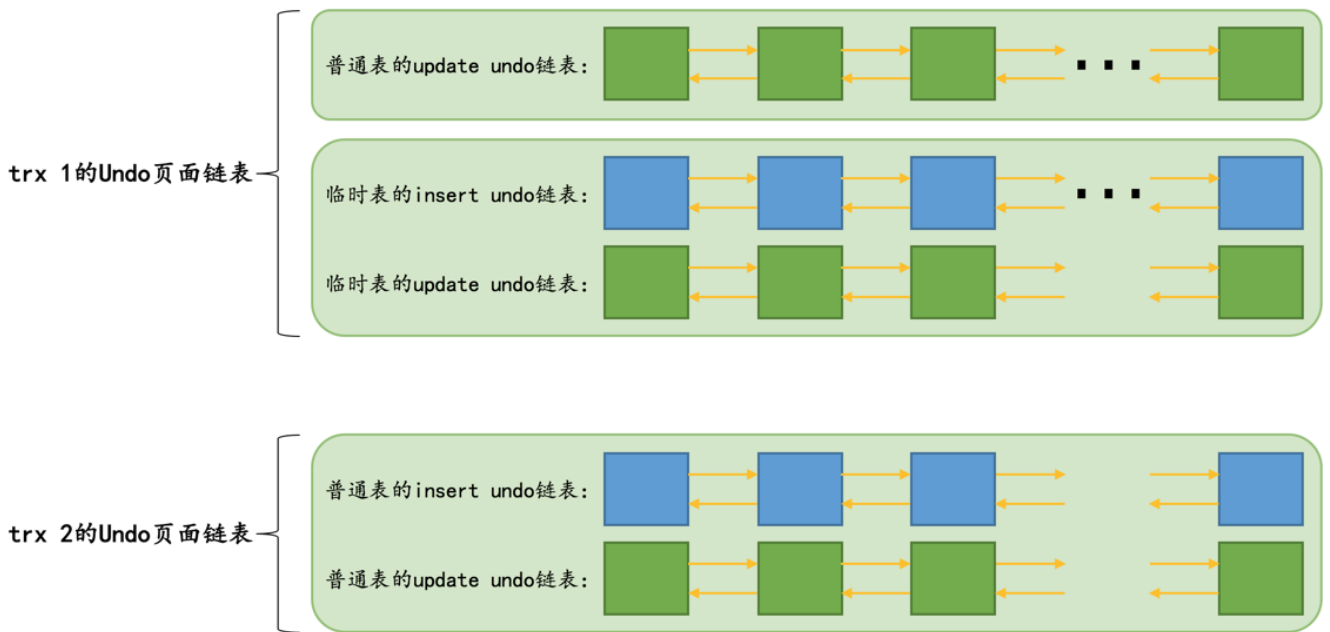 普通表的update undo链表:
trx 1的Undo页面链表
临时表的insert undo链表:
临时表的update undo链表:
普通表的insert undo链表:
trx 2的Undo页面链表
普通表的update undo链表: